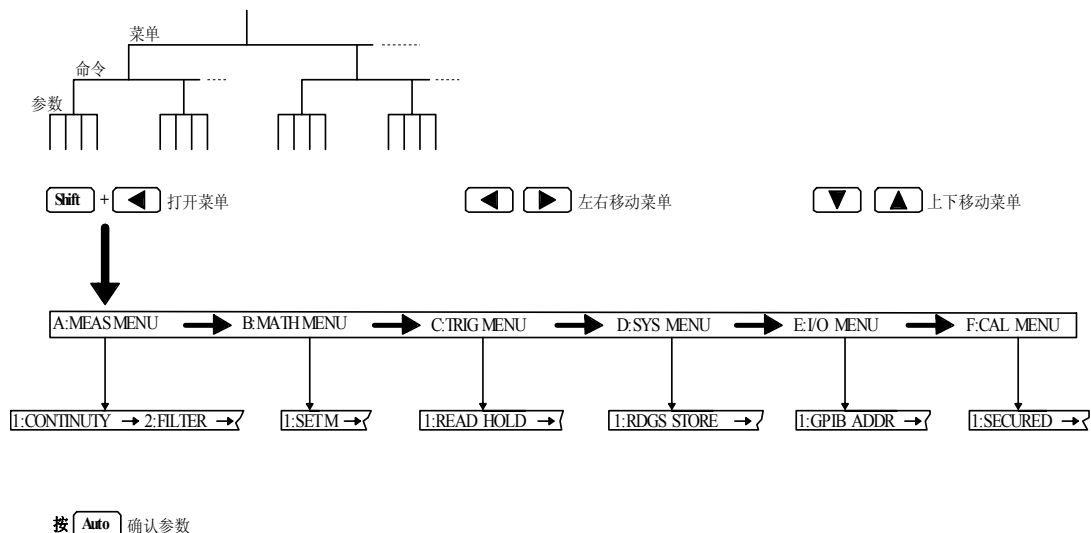 菜单
命令
参数
Shift + 打开菜单
左右移动菜单
上下移动菜单
A:MEAS MENU B:MATH MENU C:TRIG MENU D:SYS MENU E:I/O MENU F:CAL MENU
1:CONTINUTY 2:FILTER 1:SET M 1:READ HOLD 1:RDGS STORE 1:GPIB ADDR 1:SECURED
按 Auto 确认参数